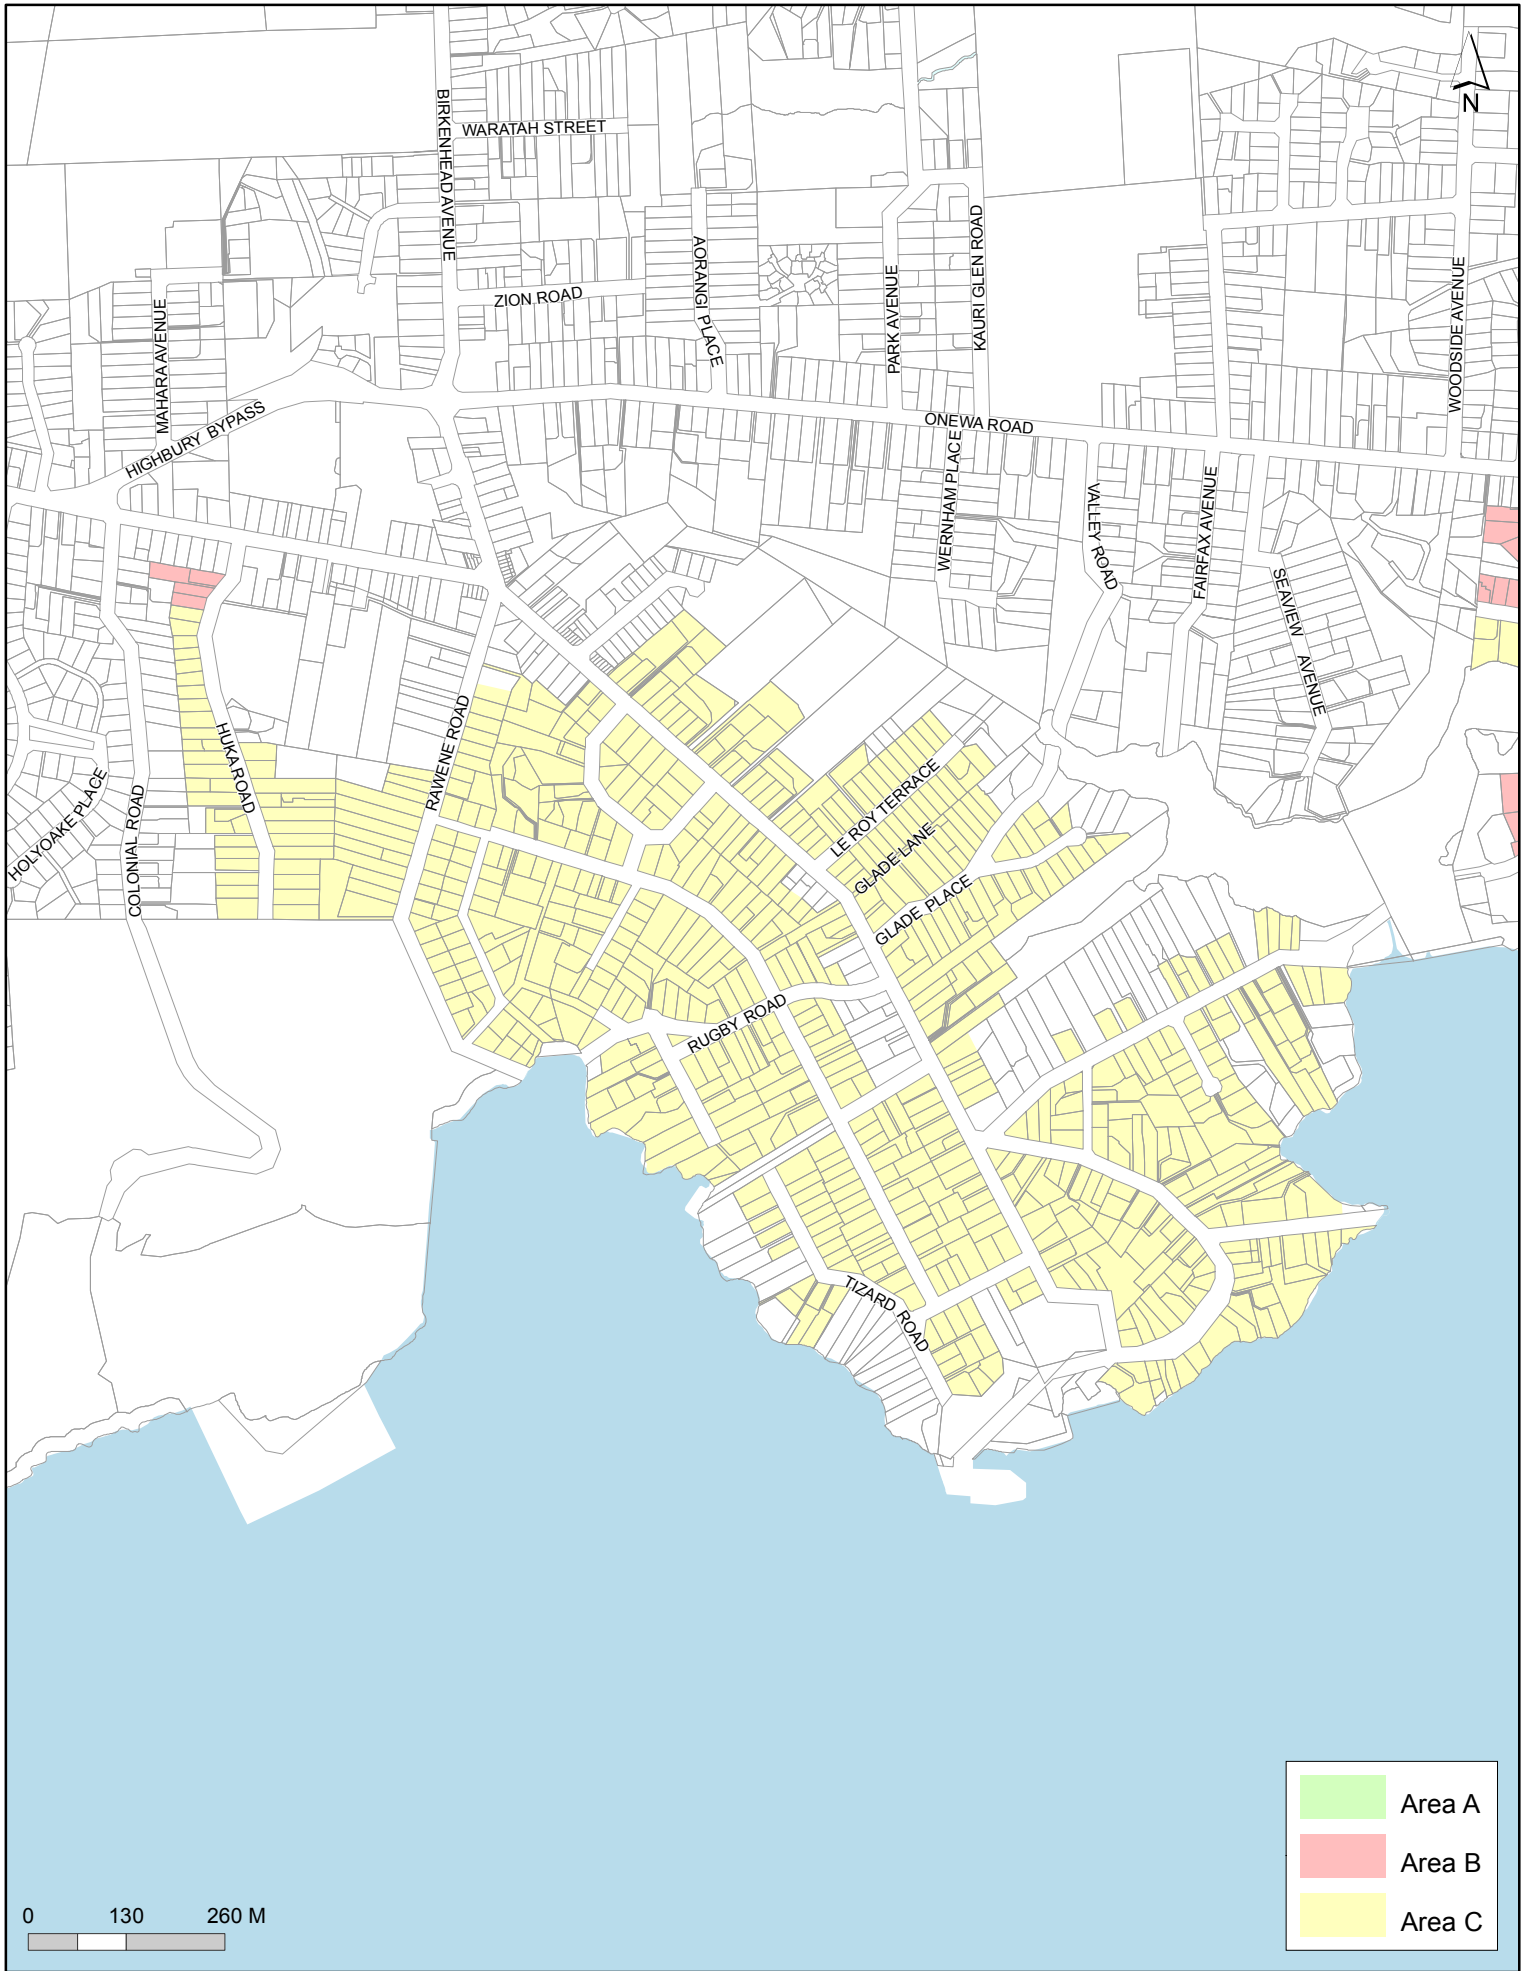 N
BIRKENHEAD AVENUE
WARATAH STREET
AORANGI PLACE
PARK AVENUE
KAURI GLEN ROAD
WOODSIDE AVENUE
ZION ROAD
MAHARA AVENUE
HIGHBURY BYPASS
ONEWA ROAD
WERNHAM PLACE
VALLEY ROAD
FAIRFAX AVENUE
SEAVIEW AVENUE
RAWENE ROAD
HUKA ROAD
HOLYOAKE PLACE
COLONIAL ROAD
LE ROY TERRACE
GLADE LANE
GLADE PLACE
RUGBY ROAD
TIZARD ROAD
Area A
Area B
Area C
0 130 260 M